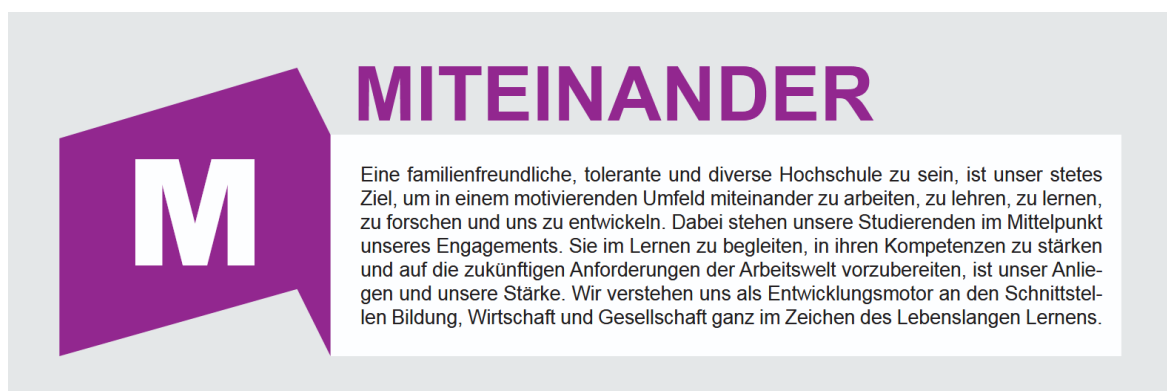 MITEINANDER
M
Eine familienfreundliche, tolerante und diverse Hochschule zu sein, ist unser stetes
Ziel, um in einem motivierenden Umfeld miteinander zu arbeiten, zu lehren, zu lernen,
zu forschen und uns zu entwickeln. Dabei stehen unsere Studierenden im Mittelpunkt
unseres Engagements. Sie im Lernen zu begleiten, in ihren Kompetenzen zu stärken
und auf die zukünftigen Anforderungen der Arbeitswelt vorzubereiten, ist unser Anlie-
gen und unsere Stärke. Wir verstehen uns als Entwicklungsmotor an den Schnittstel-
len Bildung, Wirtschaft und Gesellschaft ganz im Zeichen des Lebenslangen Lernens.